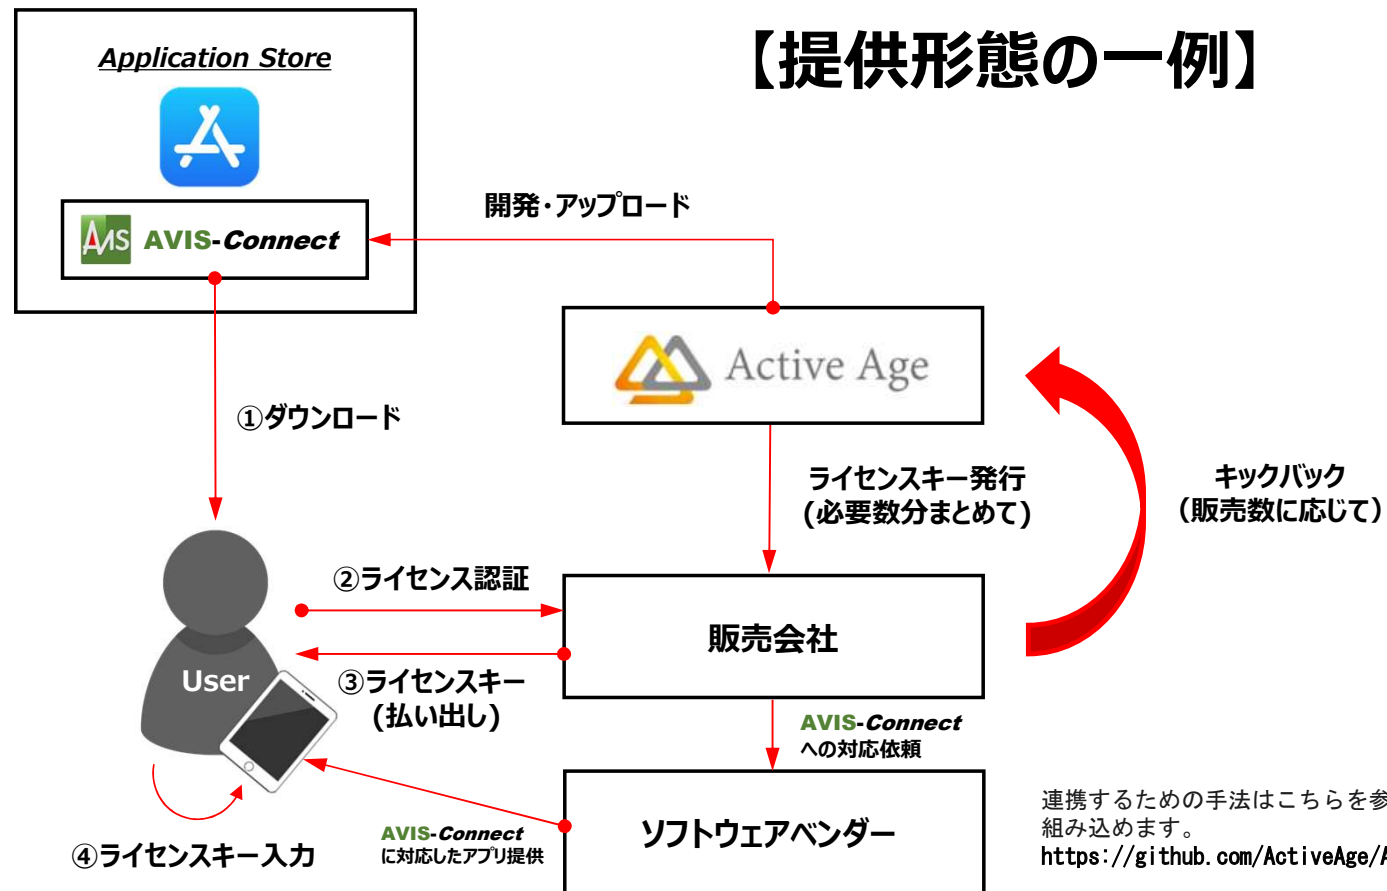 【提供形態の一例】
Application Store
AVIS
AVIS-Connect
開発・アップロード
Active Age
①ダウンロード
ライセンスキー発行
(必要数分まとめて)
キックバック
（販売数に応じて）
②ライセンス認証
販売会社
User
③ライセンスキー
(払い出し)
AVIS-Connect
への対応依頼
ソフトウェアベンダー
AVIS-Connect
に対応したアプリ提供
④ライセンスキー入力
連携するための手法はこちらを参
組み込めます。
https://github.com/ActiveAge/A